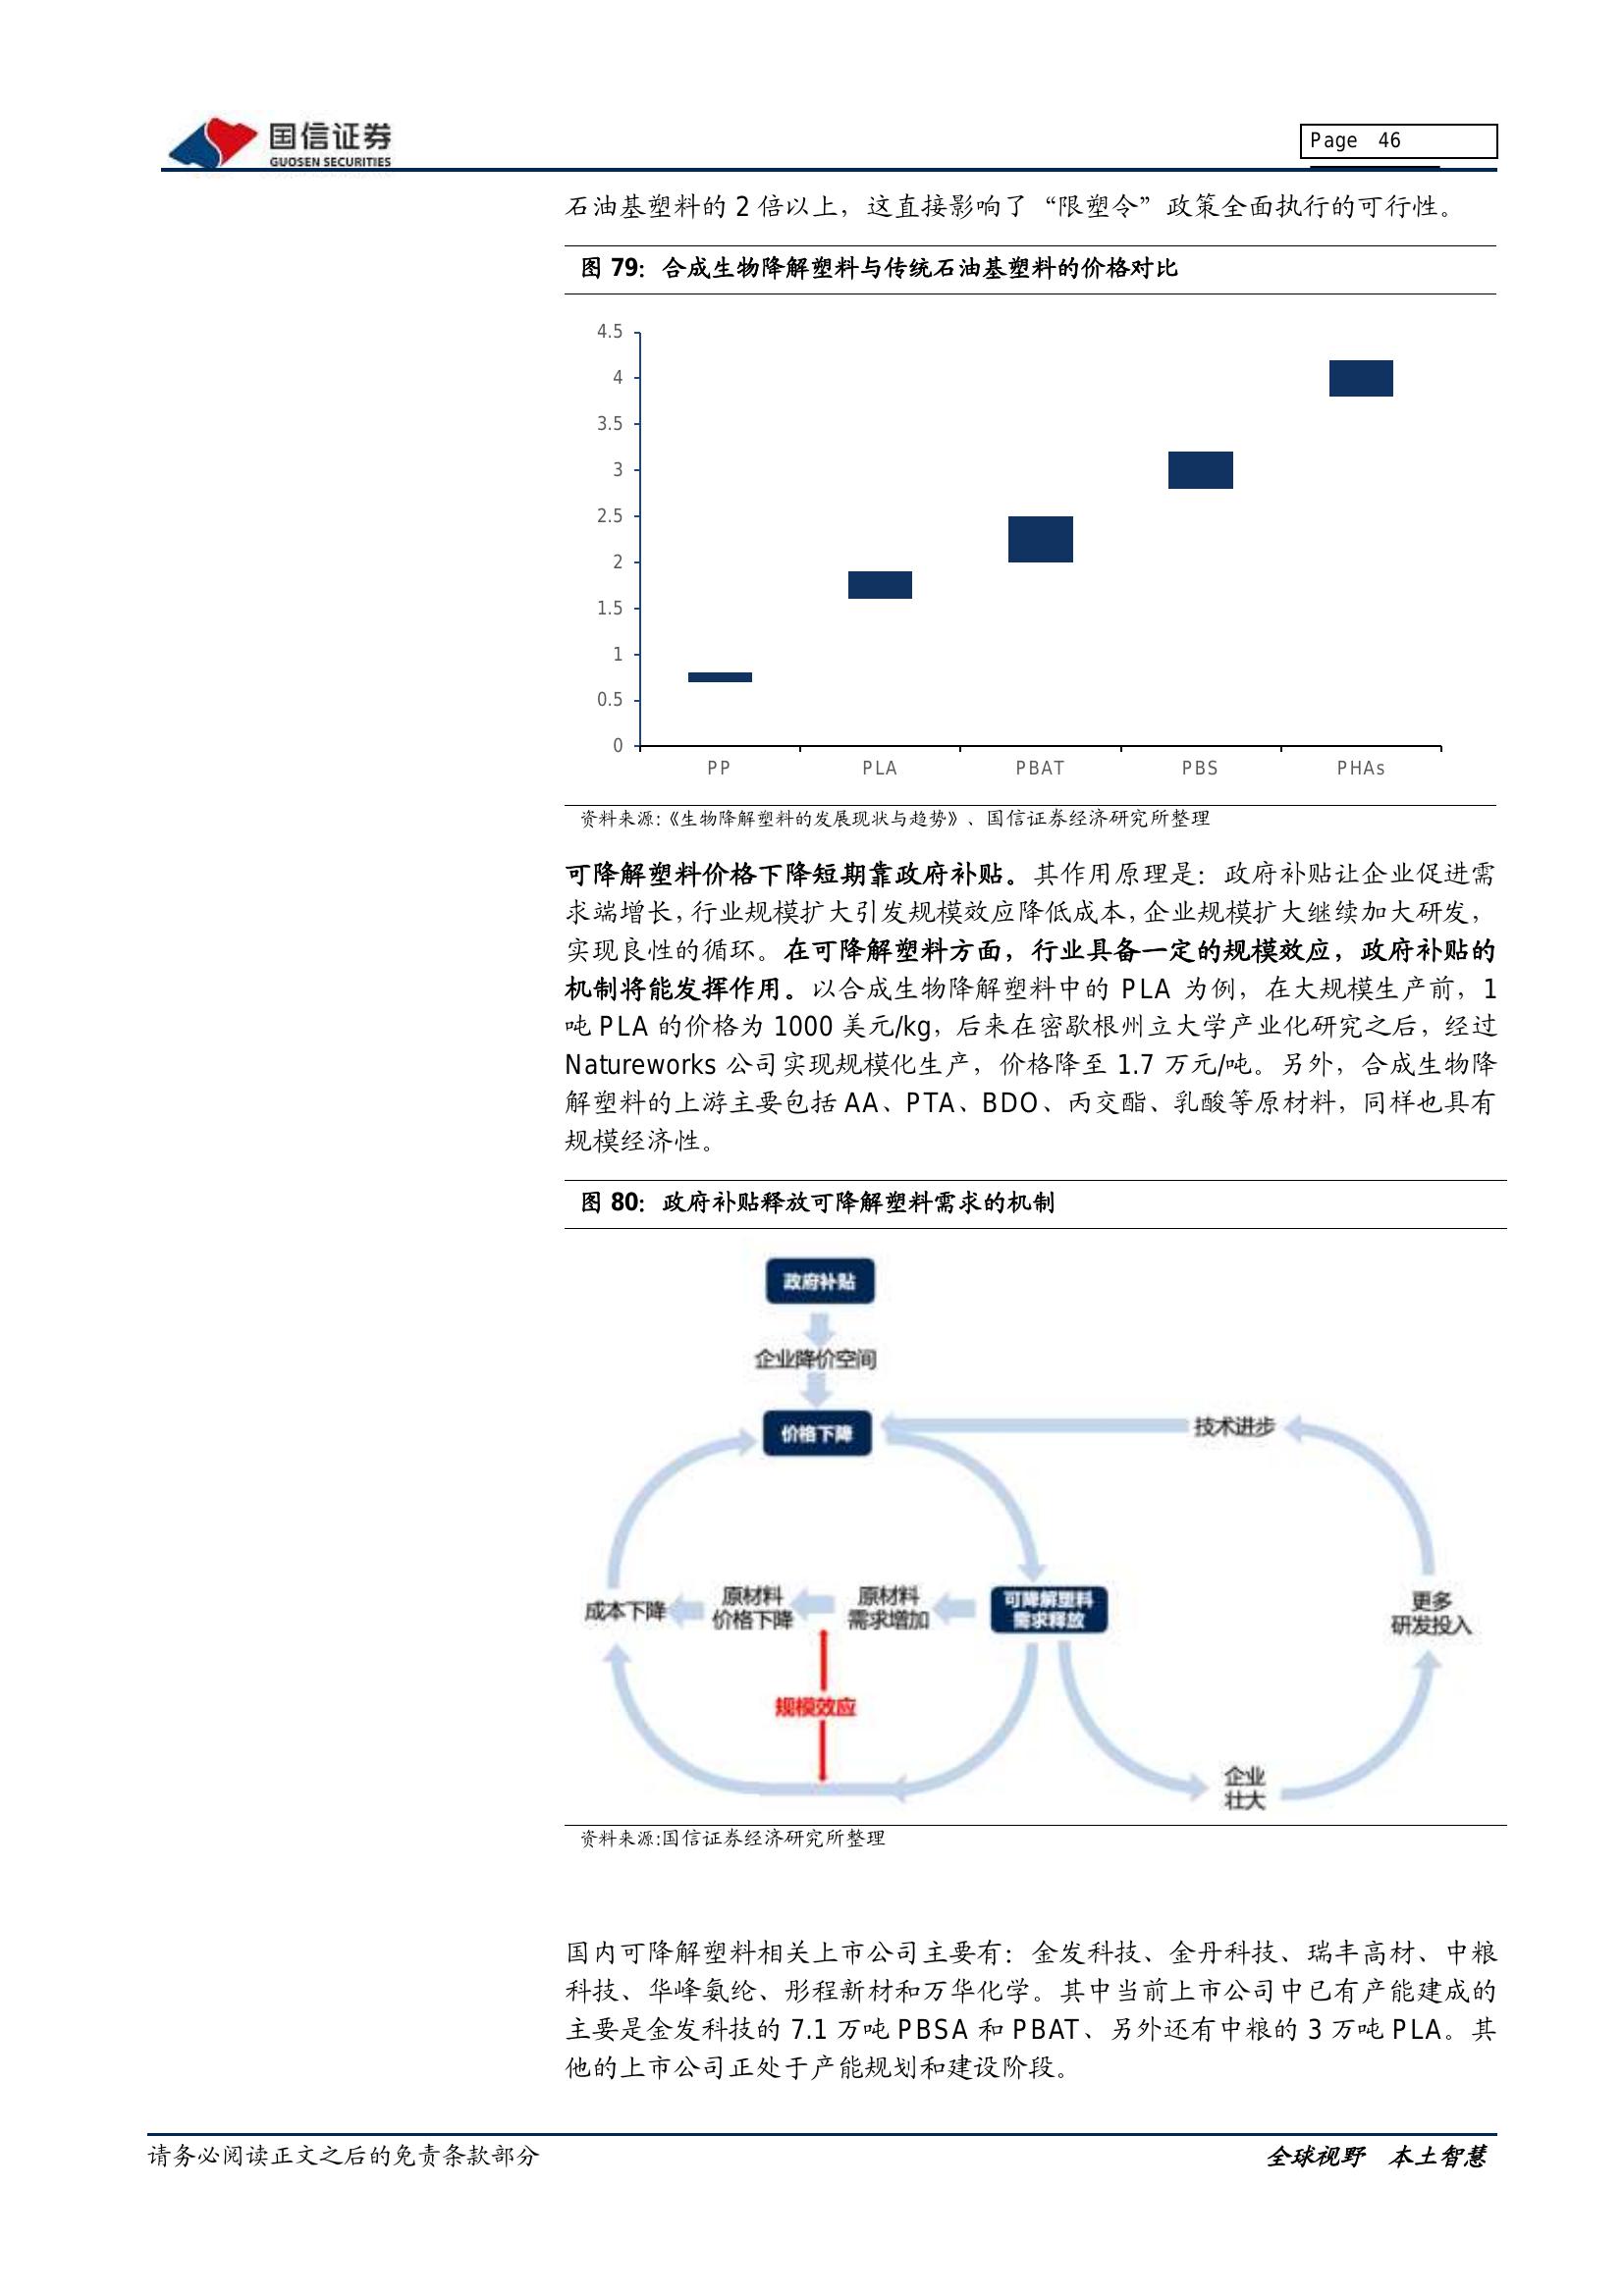 国信证券
GUOSEN SECURITIES
Page 46
石油基塑料的 2 倍以上，这直接影响了“限塑令”政策全面执行的可行性。
图 79：合成生物降解塑料与传统石油基塑料的价格对比
4.5
4
3.5
3
2.5
2
1.5
1
0.5
0
PP PLA PBAT PBS PHAs
资料来源:《生物降解塑料的发展现状与趋势》、国信证券经济研究所整理
可降解塑料价格下降短期靠政府补贴。其作用原理是：政府补贴让企业促进需
求端增长，行业规模扩大引发规模效应降低成本，企业规模扩大继续加大研发，
实现良性的循环。在可降解塑料方面，行业具备一定的规模效应，政府补贴的
机制将能发挥作用。以合成生物降解塑料中的 PLA 为例，在大规模生产前，1
吨 PLA 的价格为 1000 美元/kg，后来在密歇根州立大学产业化研究之后，经过
Natureworks 公司实现规模化生产，价格降至 1.7 万元/吨。另外，合成生物降
解塑料的上游主要包括 AA、PTA、BDO、丙交酯、乳酸等原材料，同样也具有
规模经济性。
图 80：政府补贴释放可降解塑料需求的机制
政府补贴
企业降价空间
价格下降
技术进步
成本下降
原材料
价格下降
原材料
需求增加
可降解塑料
需求释放
更多
研发投入
规模效应
企业
壮大
资料来源:国信证券经济研究所整理
国内可降解塑料相关上市公司主要有：金发科技、金丹科技、瑞丰高材、中粮
科技、华峰氨纶、彤程新材和万华化学。其中当前上市公司中已有产能建成的
主要是金发科技的 7.1 万吨 PBSA 和 PBAT、另外还有中粮的 3 万吨 PLA。其
他的上市公司正处于产能规划和建设阶段。
请务必阅读正文之后的免责条款部分
全球视野 本土智慧